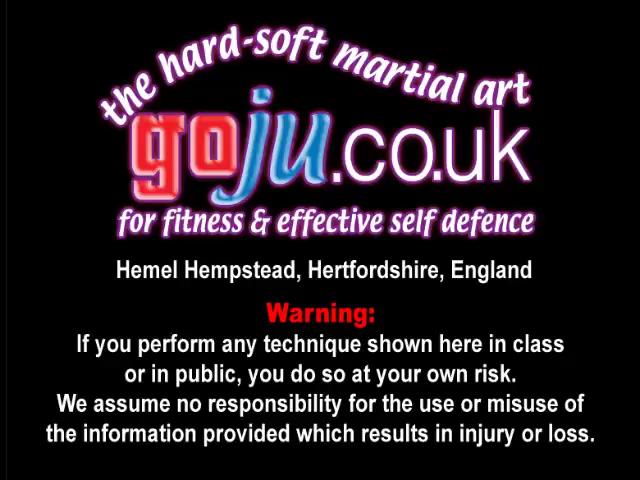 the hard-soft martial art
goju.co.uk
for fitness & effective self defence
Hemel Hempstead, Hertfordshire, England
Warning:
If you perform any technique shown here in class
or in public, you do so at your own risk.
We assume no responsibility for the use or misuse of
the information provided which results in injury or loss.